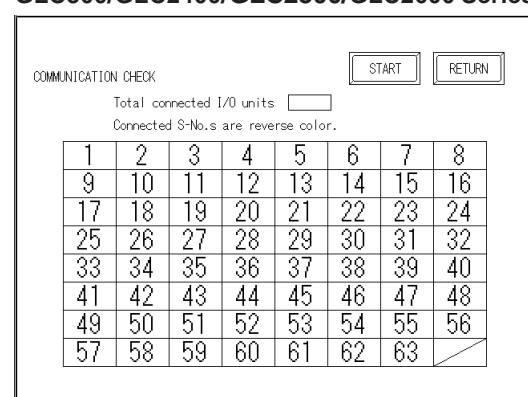 COMMUNICATION CHECK
START
RETURN
Total connected I/O units
Connected S-No.s are reverse color.
1 2 3 4 5 6 7 8
9 10 11 12 13 14 15 16
17 18 19 20 21 22 23 24
25 26 27 28 29 30 31 32
33 34 35 36 37 38 39 40
41 42 43 44 45 46 47 48
49 50 51 52 53 54 55 56
57 58 59 60 61 62 63